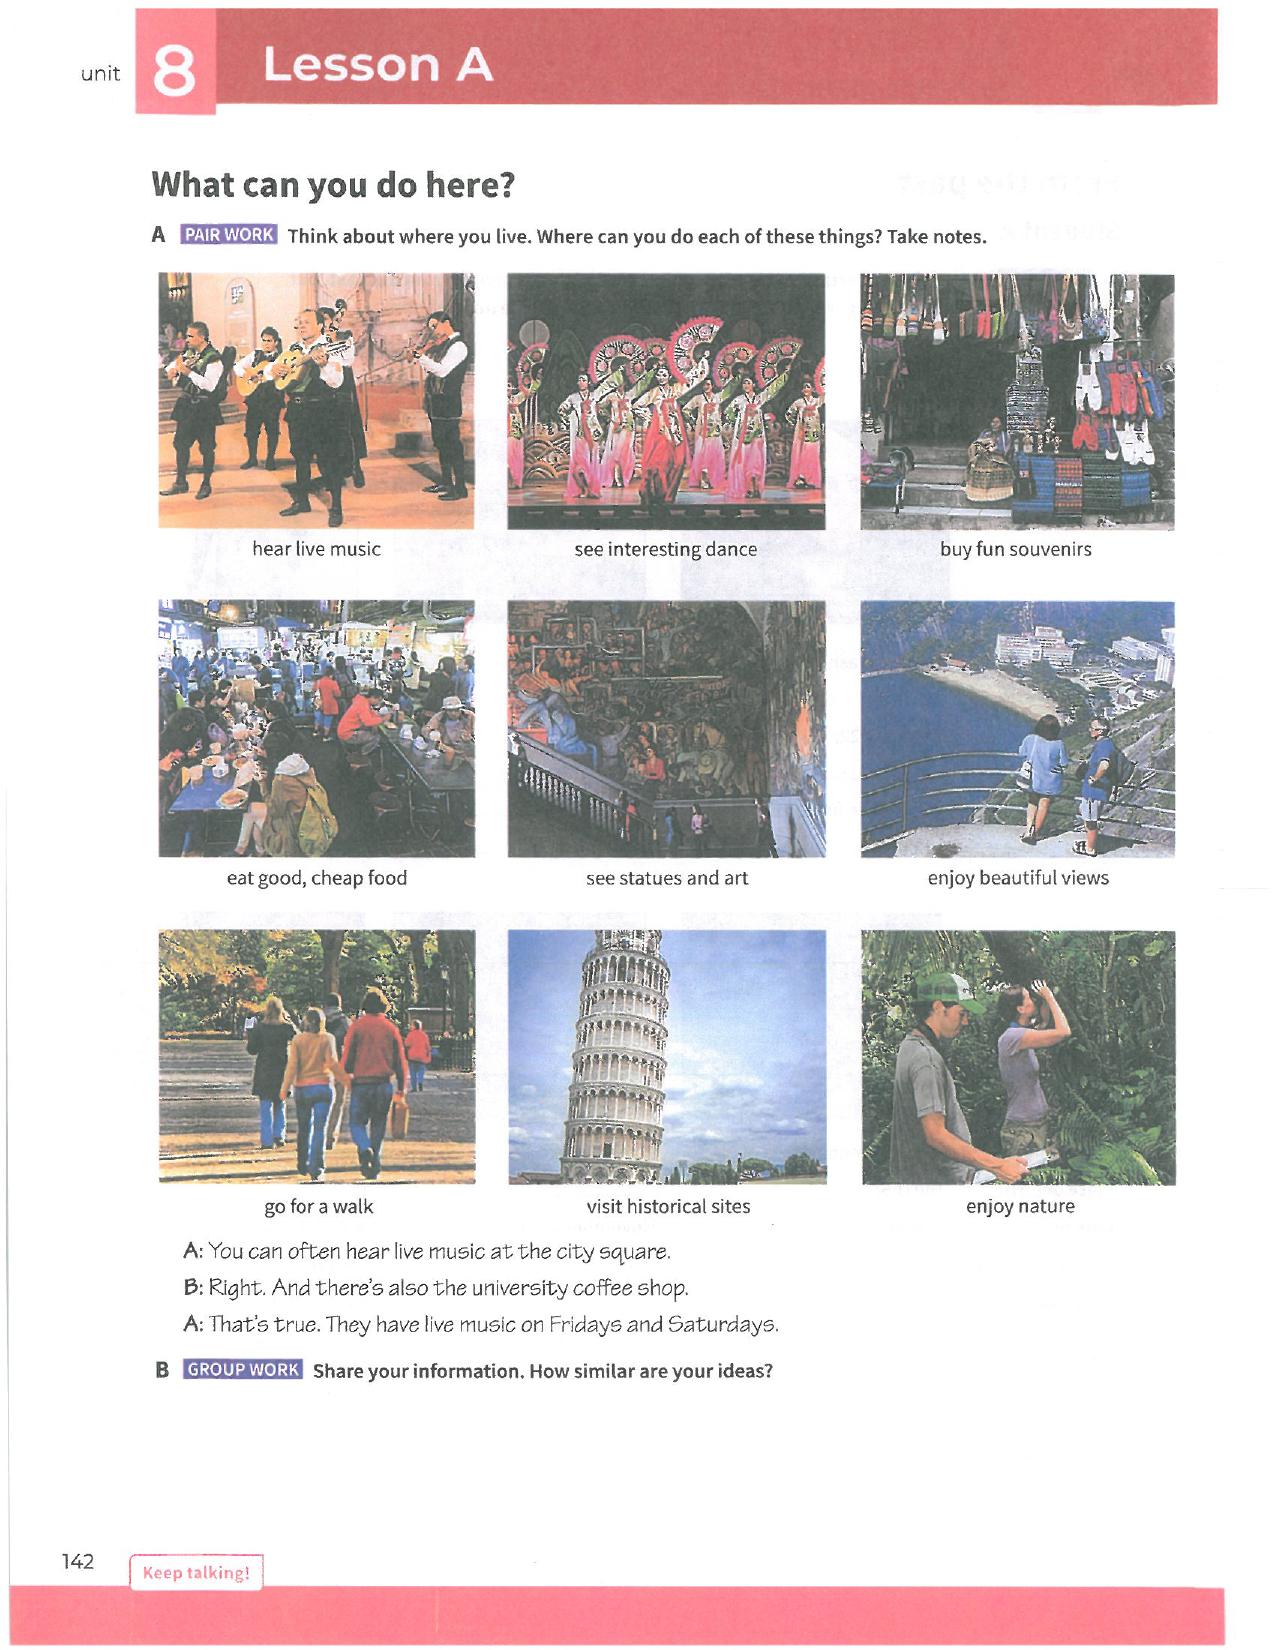 unit 8 Lesson A
What can you do here?
A PAIR WORK Think about where you live. Where can you do each of these things? Take notes.
hear live music
see interesting dance
buy fun souvenirs
eat good, cheap food
see statues and art
enjoy beautiful views
go for a walk
visit historical sites
enjoy nature
A: You can often hear live music at the city square.
B: Right. And there's also the university coffee shop.
A: That's true. They have live music on Fridays and Saturdays.
B GROUP WORK Share your information. How similar are your ideas?
142 Keep talking!